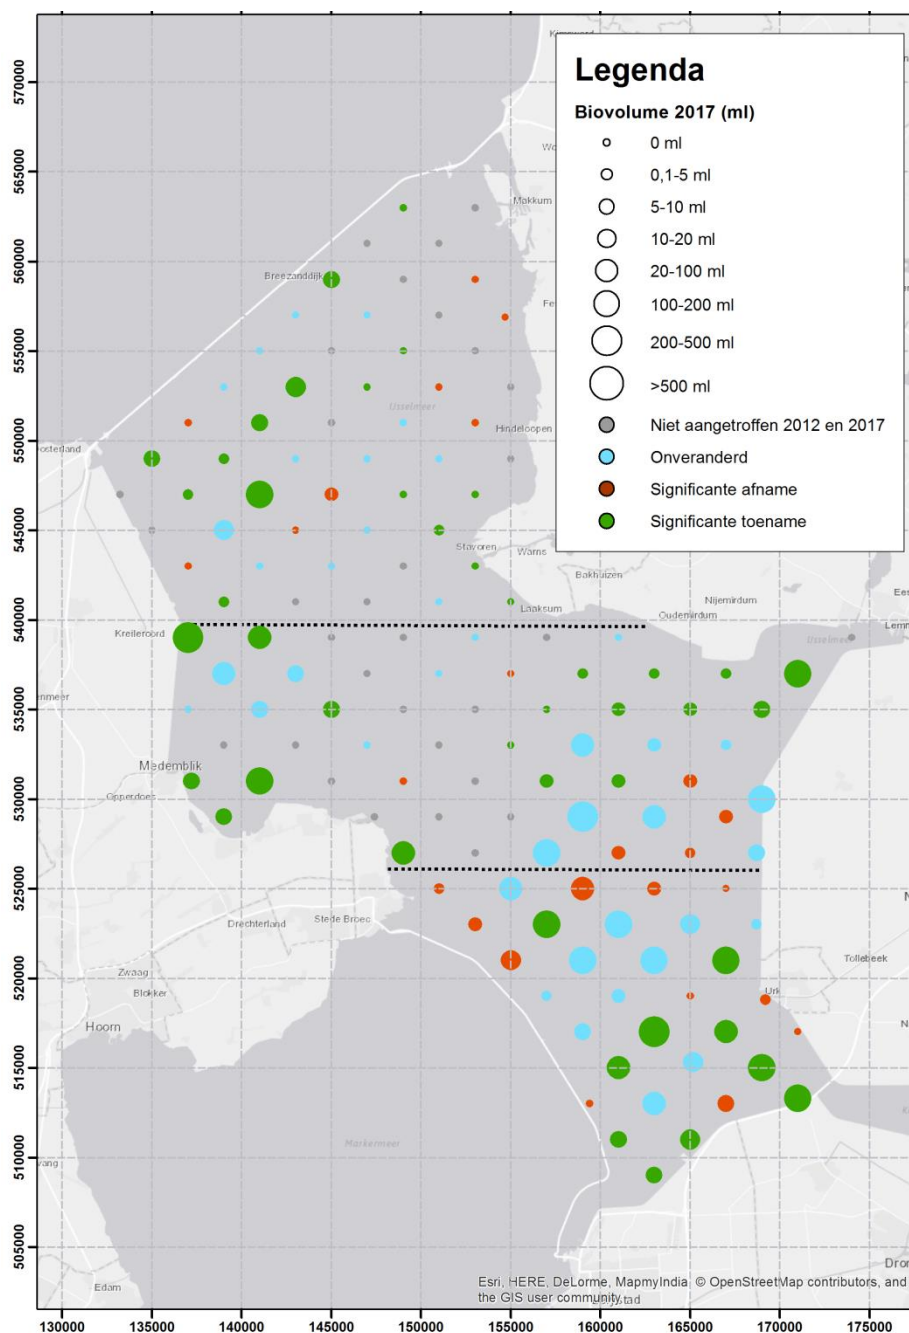 Legenda
Biovolume 2017 (ml)
0 ml
0,1-5 ml
5-10 ml
10-20 ml
20-100 ml
100-200 ml
200-500 ml
>500 ml
Niet aangetroffen 2012 en 2017
Onveranderd
Significante afname
Significante toename
570000
565000
560000
555000
550000
545000
540000
535000
530000
525000
520000
515000
510000
505000
Makkum
Breezanddijk
IJsselmeer
Hindeloopen
Stavoren
Warns
Bakhuizen
Laaksum
Nijemirdum
Oudemirdum
IJsselmeer
Kreileroord
Medemblik
Opperdoes
Drechterland
Stede Broec
Zwaag
Blokker
Hoorn
Tollebeek
Urk
Markermeer
Edam
Esri, HERE, DeLorme, MapmyIndia, © OpenStreetMap contributors, and
the GIS user community
130000 135000 140000 145000 150000 155000 160000 165000 170000 175000